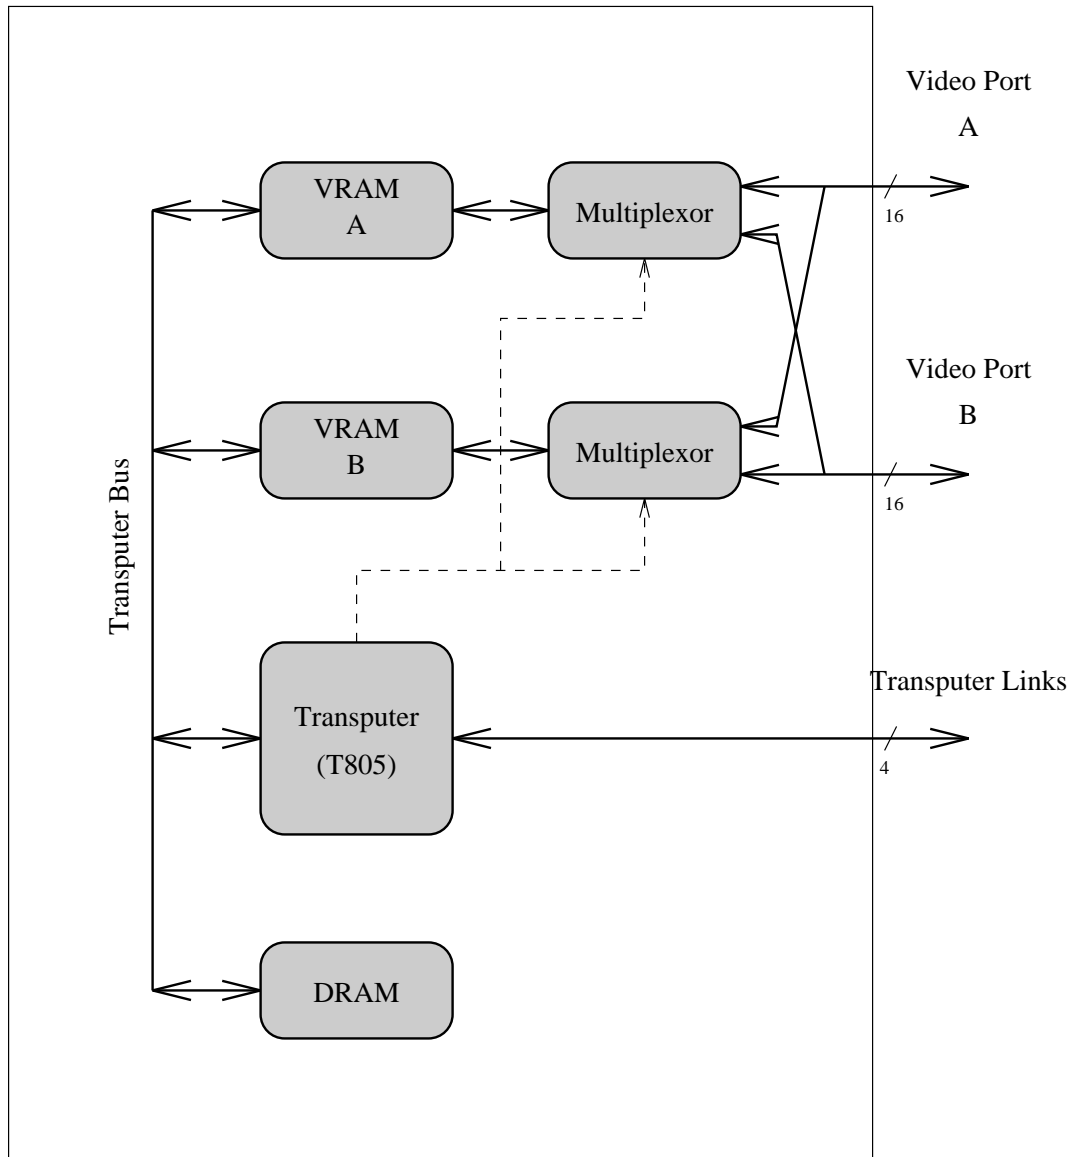 Video Port
A
VRAM
A
Multiplexor
16
Video Port
B
VRAM
B
Multiplexor
16
Transputer Bus
Transputer Links
Transputer
(T805)
4
DRAM